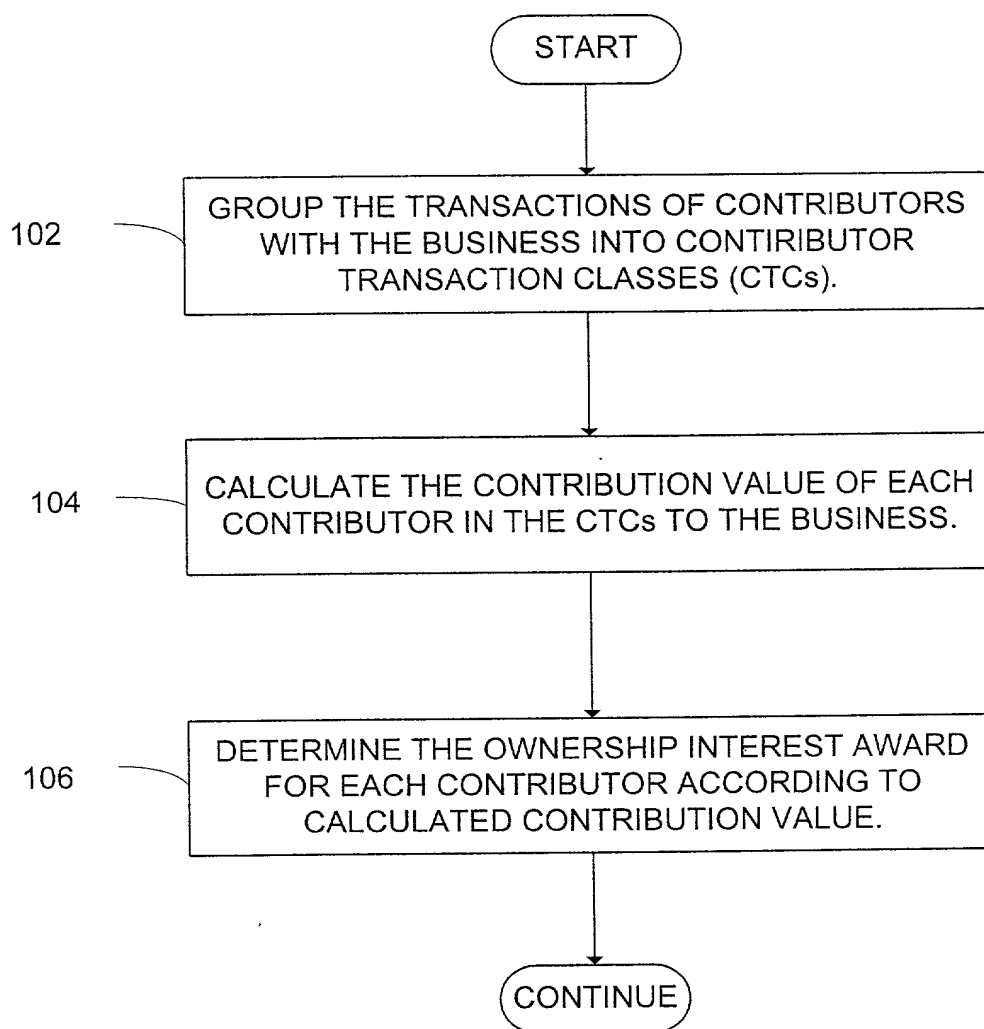 START
102
GROUP THE TRANSACTIONS OF CONTRIBUTORS
WITH THE BUSINESS INTO CONTIRIBUTOR
TRANSACTION CLASSES (CTCs).
104
CALCULATE THE CONTRIBUTION VALUE OF EACH
CONTRIBUTOR IN THE CTCs TO THE BUSINESS.
106
DETERMINE THE OWNERSHIP INTEREST AWARD
FOR EACH CONTRIBUTOR ACCORDING TO
CALCULATED CONTRIBUTION VALUE.
CONTINUE